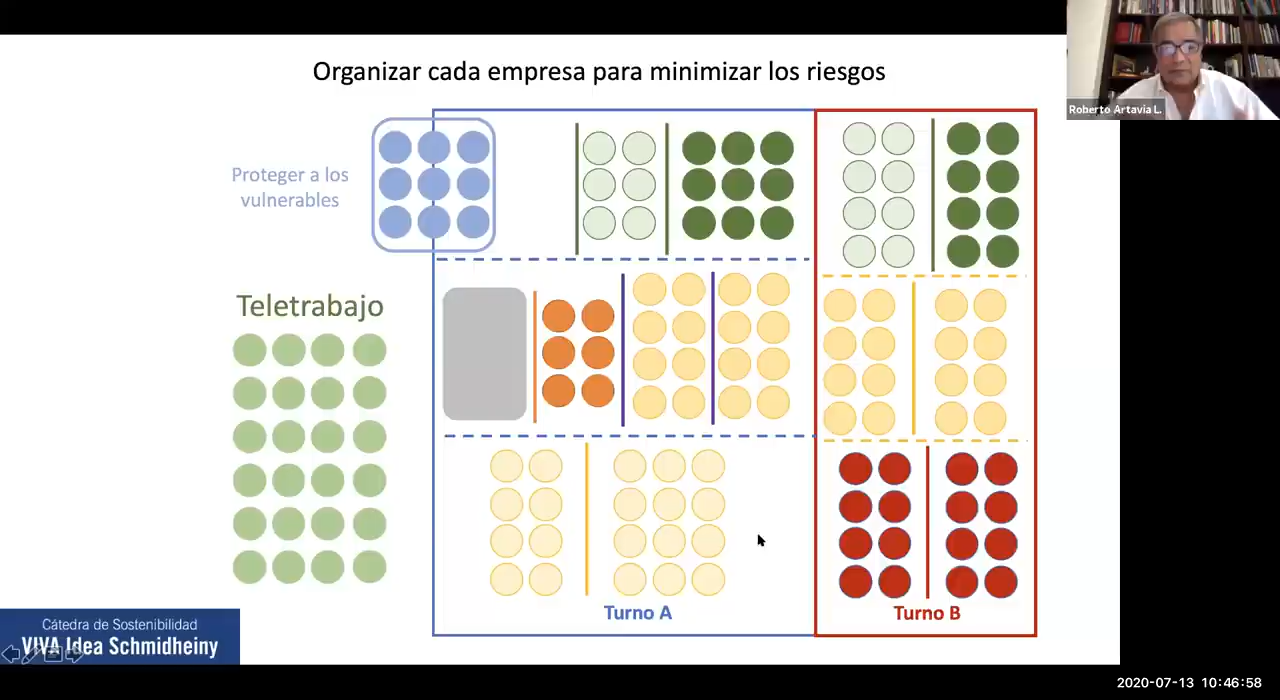 Organizar cada empresa para minimizar los riesgos
Roberto Artavia L.
Proteger a los
vulnerables
Teletrabajo
Turno A
Turno B
Cátedra de Sostenibilidad
VIVA Idea Schmidheiny
2020-07-13 10:46:58